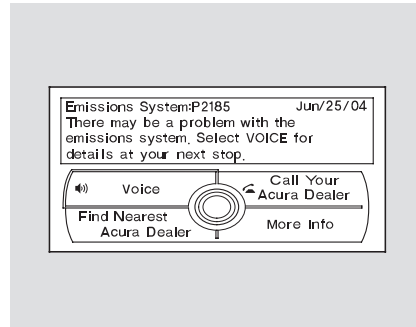 Emissions System:P2185 Jun/25/04
There may be a problem with the
emissions system. Select VOICE for
details at your next stop.
Voice
Call Your
Acura Dealer
Find Nearest
Acura Dealer
More Info